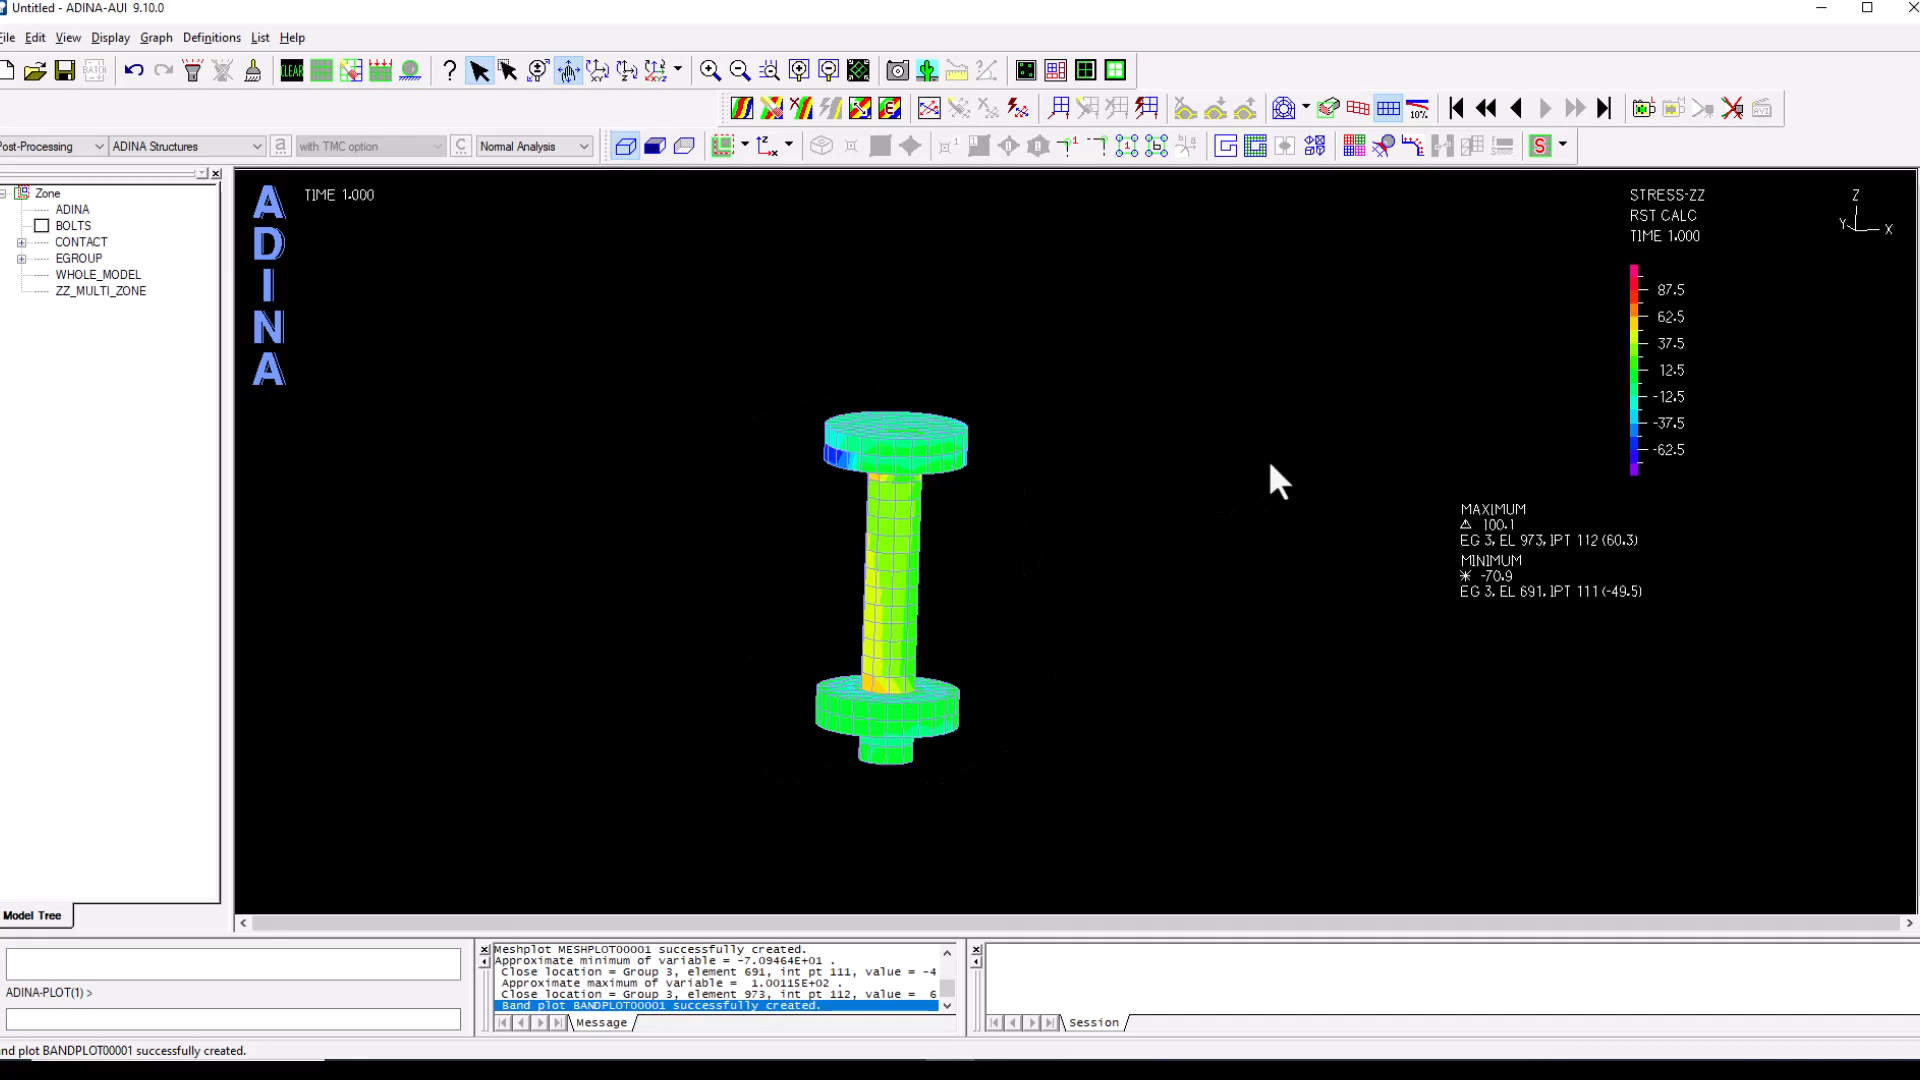 Untitled - ADINA-AUI 9.10.0
File Edit View Display Graph Definitions List Help
BATCH
CLEAR
?
10%
AVI
Post-Processing
ADINA Structures
a
with TMC option
C
Normal Analysis
S
Zone
ADINA
BOLTS
CONTACT
EGROUP
WHOLE_MODEL
ZZ_MULTI_ZONE
Model Tree
A
D
I
N
A
TIME 1.000
STRESS-ZZ
RST CALC
TIME 1.000
87.5
62.5
37.5
12.5
-12.5
-37.5
-62.5
Z
Y
X
MAXIMUM
100.1
EG 3, EL 973, IPT 112 (60.3)
MINIMUM
-70.9
EG 3, EL 691, IPT 111 (-49.5)
ADINA-PLOT(1) >
Meshplot MESHPLOT00001 successfully created.
Approximate minimum of variable = -7.09464E+01 .
Close location = Group 3, element 691, int pt 111, value = -4
Approximate maximum of variable = 1.00115E+02 .
Close location = Group 3, element 973, int pt 112, value = 6
Band plot BANDPLOT00001 successfully created.
Message
Session
nd plot BANDPLOT00001 successfully created.